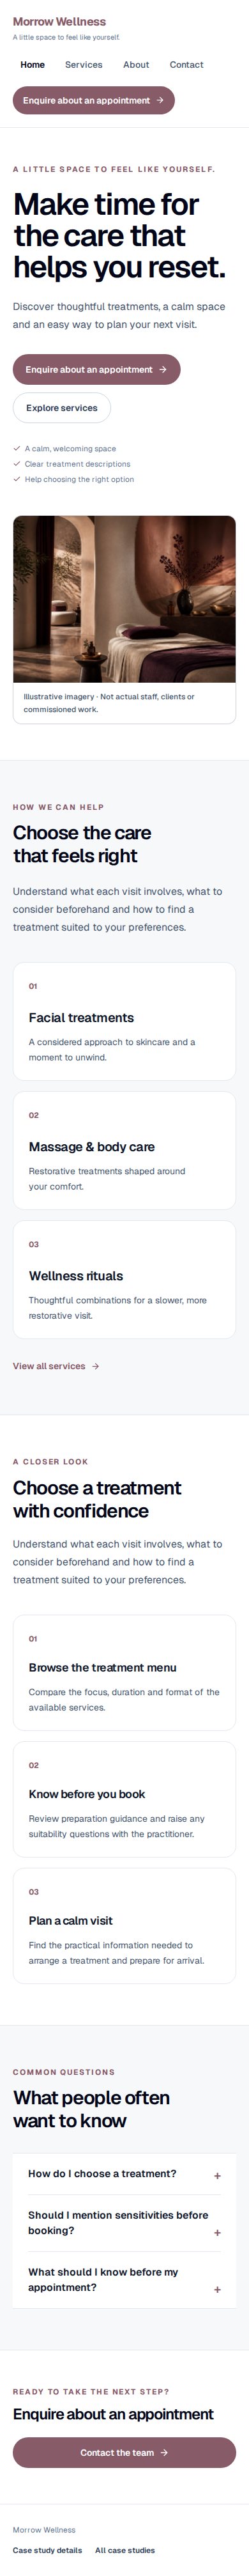 Morrow Wellness
A little space to feel like yourself.
Home Services About Contact
Enquire about an appointment →
A LITTLE SPACE TO FEEL LIKE YOURSELF.
Make time for
the care that
helps you reset.
Discover thoughtful treatments, a calm space
and an easy way to plan your next visit.
Enquire about an appointment →
Explore services
✓ A calm, welcoming space
✓ Clear treatment descriptions
✓ Help choosing the right option
Illustrative imagery · Not actual staff, clients or
commissioned work.
HOW WE CAN HELP
Choose the care
that feels right
Understand what each visit involves, what to
consider beforehand and how to find a
treatment suited to your preferences.
01
Facial treatments
A considered approach to skincare and a
moment to unwind.
02
Massage & body care
Restorative treatments shaped around
your comfort.
03
Wellness rituals
Thoughtful combinations for a slower, more
restorative visit.
View all services →
A CLOSER LOOK
Choose a treatment
with confidence
Understand what each visit involves, what to
consider beforehand and how to find a
treatment suited to your preferences.
01
Browse the treatment menu
Compare the focus, duration and format of the
available services.
02
Know before you book
Review preparation guidance and raise any
suitability questions with the practitioner.
03
Plan a calm visit
Find the practical information needed to
arrange a treatment and prepare for arrival.
COMMON QUESTIONS
What people often
want to know
How do I choose a treatment? +
Should I mention sensitivities before
booking? +
What should I know before my
appointment? +
READY TO TAKE THE NEXT STEP?
Enquire about an appointment
Contact the team →
Morrow Wellness
Case study details All case studies